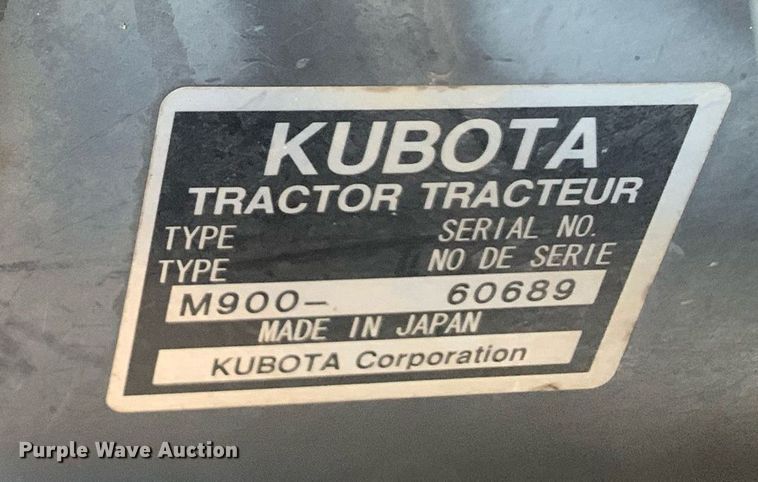 KUBOTA
TRACTOR TRACTEUR
TYPE SERIAL NO.
TYPE NO DE SERIE
M900- 60689
MADE IN JAPAN
KUBOTA Corporation
Purple Wave Auction